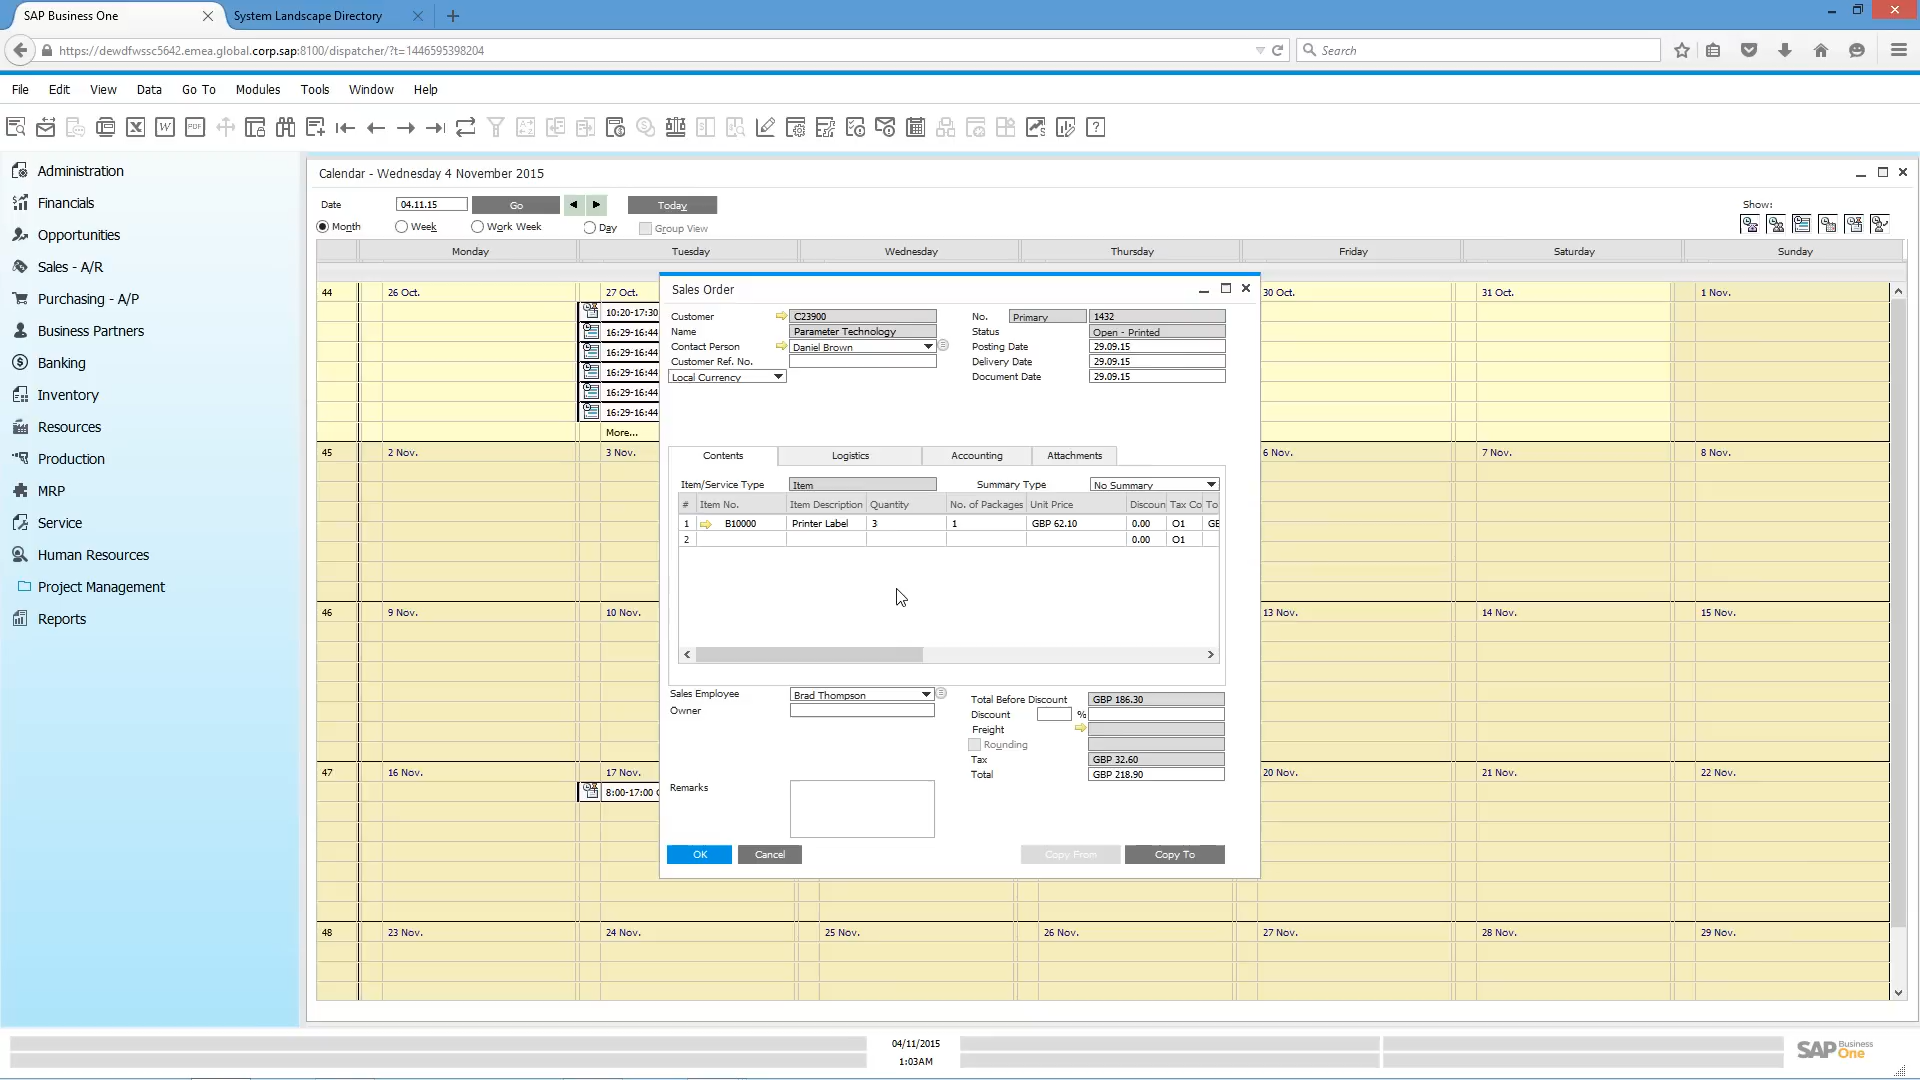 SAP Business One
System Landscape Directory
https://dewdfwssc5642.emea.global.corp.sap:8100/dispatcher/?t=1446595398204
Search
File Edit View Data Go To Modules Tools Window Help
Administration
Financials
Opportunities
Sales - A/R
Purchasing - A/P
Business Partners
Banking
Inventory
Resources
Production
MRP
Service
Human Resources
Project Management
Reports
Calendar - Wednesday 4 November 2015
Date 04.11.15 Go Today
Show:
Month Week Work Week Day Group View
Monday Tuesday Wednesday Thursday Friday Saturday Sunday
44 26 Oct. 27 Oct. 30 Oct. 31 Oct. 1 Nov.
10:20-17:30
16:29-16:44
16:29-16:44
16:29-16:44
16:29-16:44
16:29-16:44
More...
45 2 Nov. 3 Nov. 6 Nov. 7 Nov. 8 Nov.
46 9 Nov. 10 Nov. 13 Nov. 14 Nov. 15 Nov.
47 16 Nov. 17 Nov. 20 Nov. 21 Nov. 22 Nov.
8:00-17:00
48 23 Nov. 24 Nov. 25 Nov. 26 Nov. 27 Nov. 28 Nov. 29 Nov.
Sales Order
Customer C23900 No. Primary 1432
Name Parameter Technology Status Open - Printed
Contact Person Daniel Brown Posting Date 29.09.15
Customer Ref. No. Delivery Date 29.09.15
Local Currency Document Date 29.09.15
Contents Logistics Accounting Attachments
Item/Service Type Item Summary Type No Summary
# Item No. Item Description Quantity No. of Packages Unit Price Discoun Tax Co To
1 B10000 Printer Label 3 1 GBP 62.10 0.00 O1 GE
2 0.00 O1
Sales Employee Brad Thompson Total Before Discount GBP 186.30
Owner Discount %
Freight
Rounding
Tax GBP 32.60
Total GBP 218.90
Remarks
OK Cancel Copy From Copy To
04/11/2015
1:03AM
SAP Business One